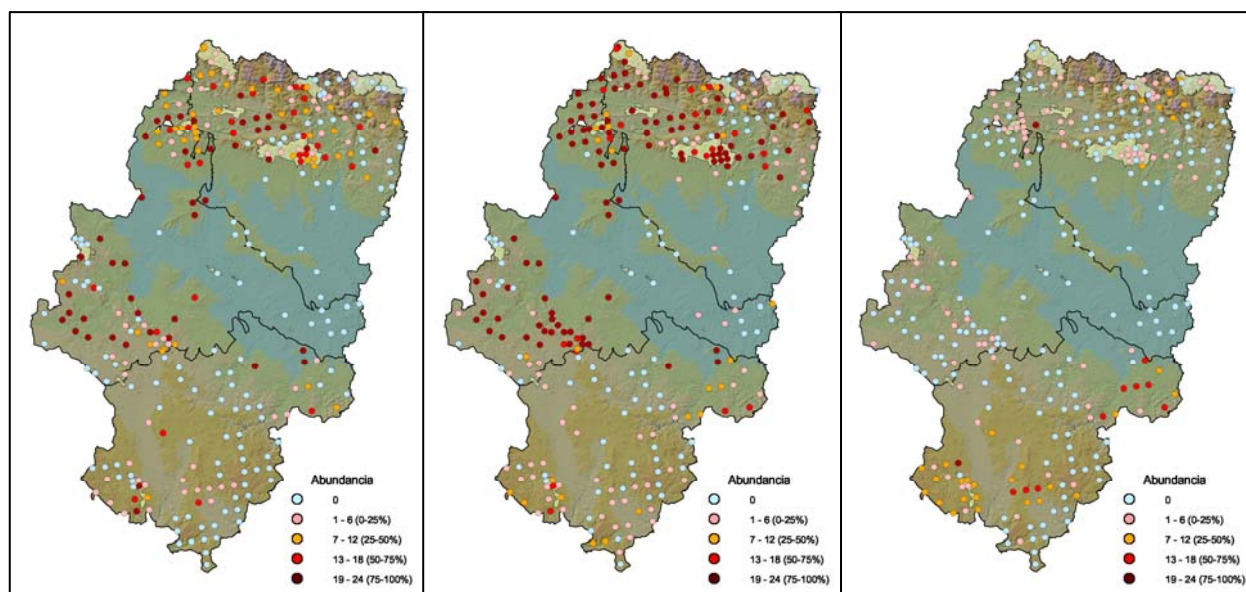 Abundancia
0
1 - 6 (0-25%)
7 - 12 (25-50%)
13 - 18 (50-75%)
19 - 24 (75-100%)
Abundancia
0
1 - 6 (0-25%)
7 - 12 (25-50%)
13 - 18 (50-75%)
19 - 24 (75-100%)
Abundancia
0
1 - 6 (0-25%)
7 - 12 (25-50%)
13 - 18 (50-75%)
19 - 24 (75-100%)